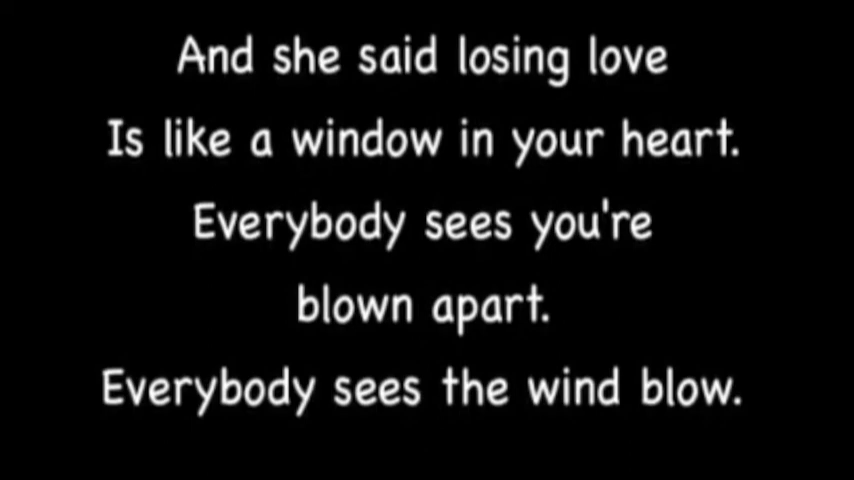 And she said losing love
Is like a window in your heart.
Everybody sees you're
blown apart.
Everybody sees the wind blow.